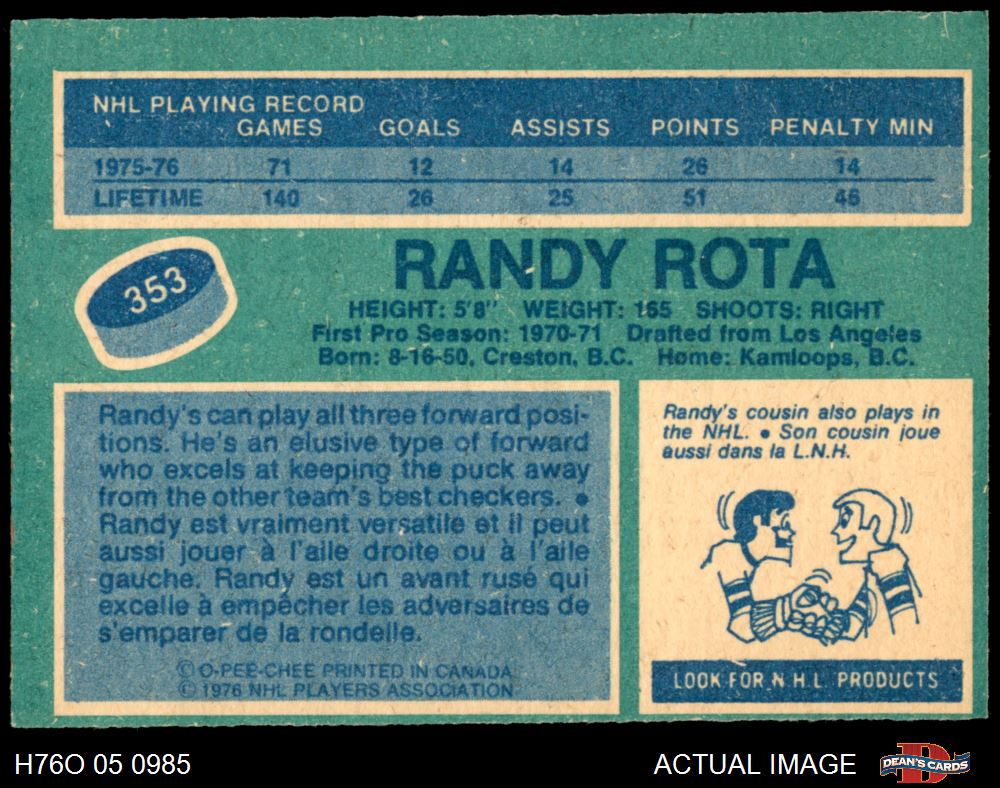 NHL PLAYING RECORD
GAMES GOALS ASSISTS POINTS PENALTY MIN
1975-76 71 12 14 26 14
LIFETIME 140 26 25 51 46
353
RANDY ROTA
HEIGHT: 5'8" WEIGHT: 165 SHOOTS: RIGHT
First Pro Season: 1970-71 Drafted from Los Angeles
Born: 8-16-50, Creston, B.C. Home: Kamloops, B.C.
Randy's can play all three forward posi-
tions. He's an elusive type of forward
who excels at keeping the puck away
from the other team's best checkers. •
Randy est vraiment versatile et il peut
aussi jouer à l'aile droite ou à l'aile
gauche. Randy est un avant rusé qui
excelle à empêcher les adversaires de
s'emparer de la rondelle.
© O-PEE-CHEE PRINTED IN CANADA
© 1976 NHL PLAYERS ASSOCIATION
Randy's cousin also plays in
the NHL. • Son cousin joue
aussi dans la L.N.H.
LOOK FOR N H L PRODUCTS
H76O 05 0985
ACTUAL IMAGE
DEAN'S CARDS